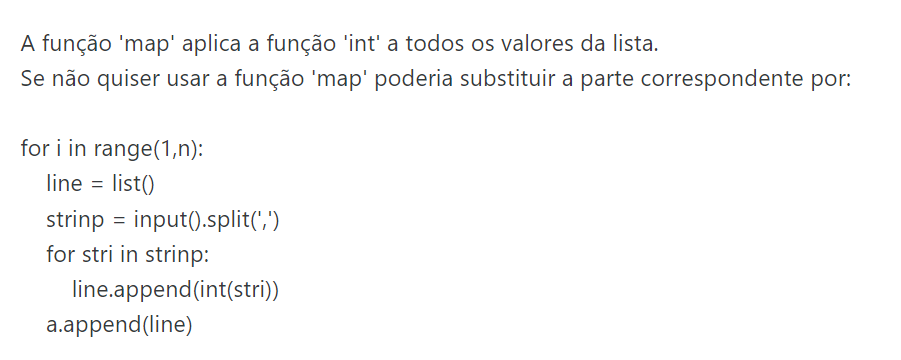 A função 'map' aplica a função 'int' a todos os valores da lista.
Se não quiser usar a função 'map' poderia substituir a parte correspondente por:
for i in range(1,n):
line = list()
strinp = input().split(',')
for stri in strinp:
line.append(int(stri))
a.append(line)